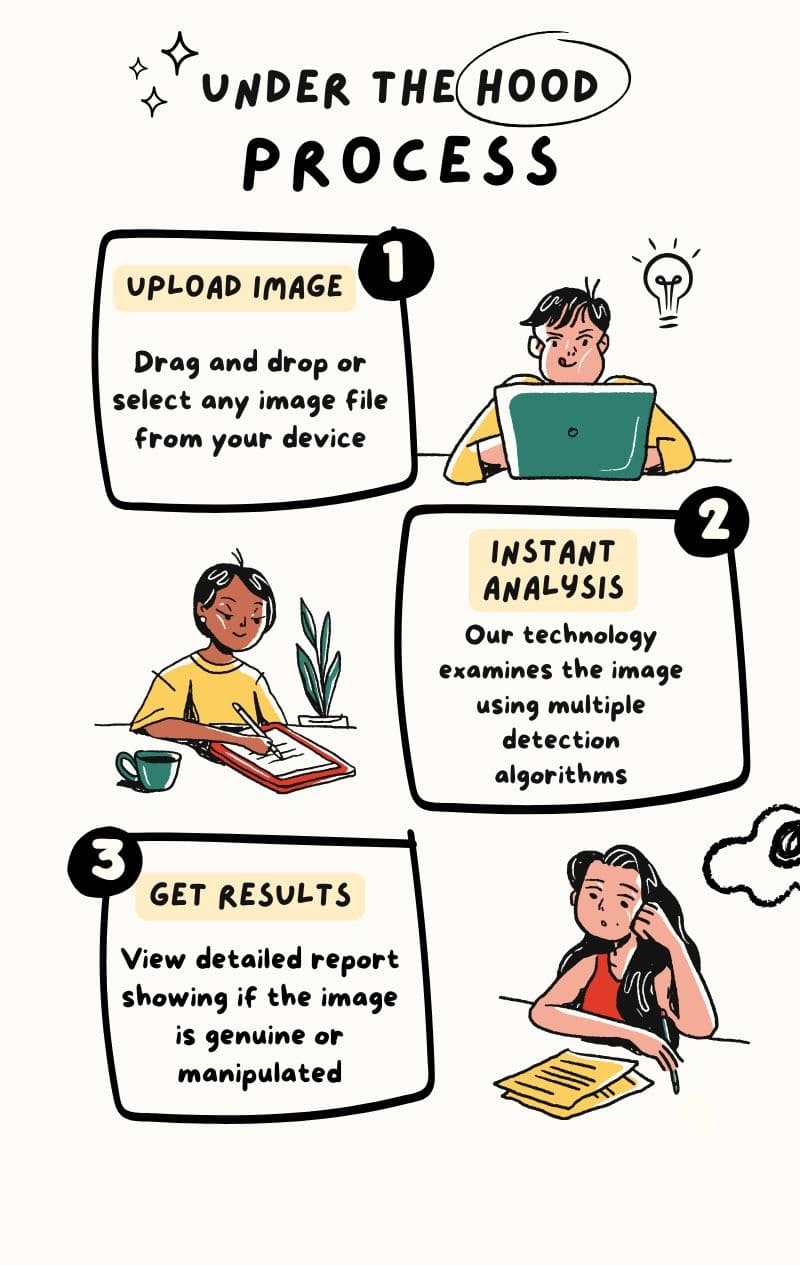 UNDER THE HOOD
PROCESS
1
UPLOAD IMAGE
Drag and drop or
select any image file
from your device
2
INSTANT
ANALYSIS
Our technology
examines the image
using multiple
detection
algorithms
3
GET RESULTS
View detailed report
showing if the image
is genuine or
manipulated